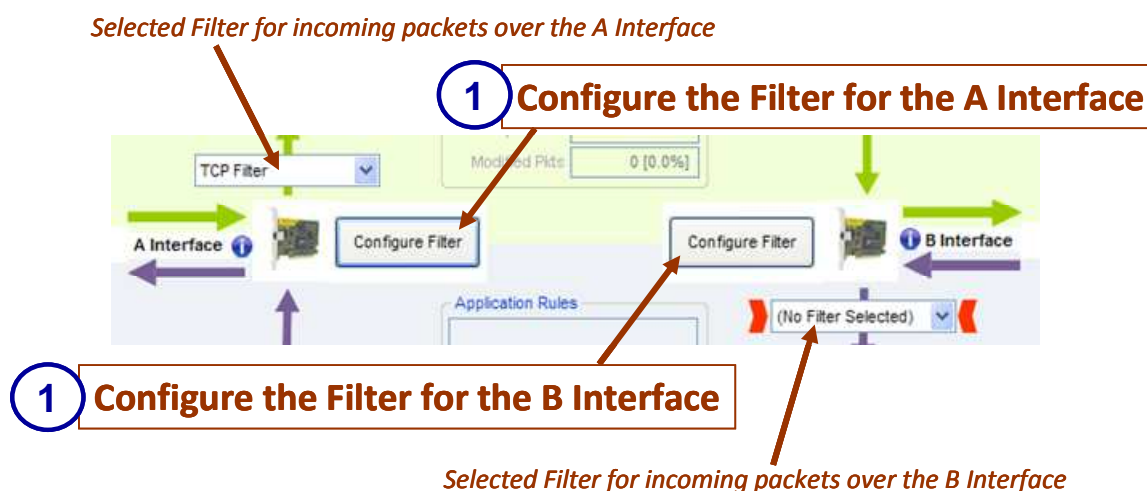 Selected Filter for incoming packets over the A Interface
1 Configure the Filter for the A Interface
Modified Pkts 0 [0.0%]
TCP Filter
A Interface Configure Filter Configure Filter B Interface
Application Rules
(No Filter Selected)
1 Configure the Filter for the B Interface
Selected Filter for incoming packets over the B Interface